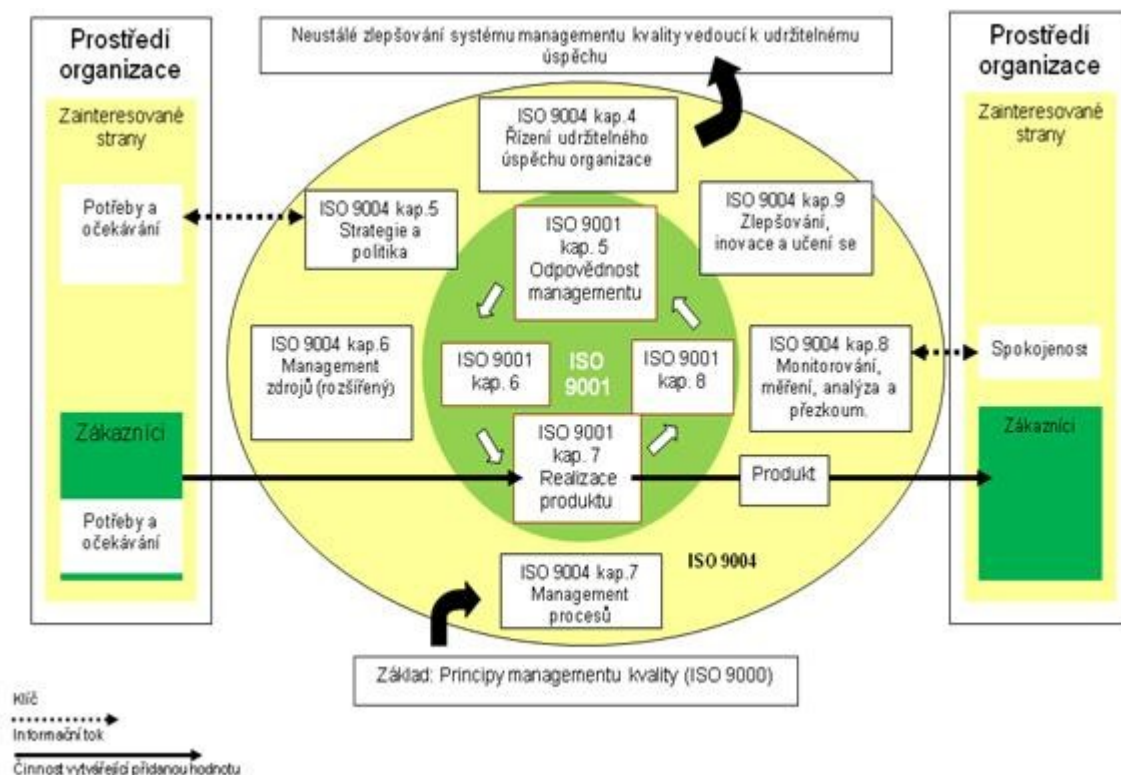 Prostředí
organizace
Zainteresované
strany
Potřeby a
očekávání
Zákazníci
Potřeby a
očekávání
Neustálé zlepšování systému managementu kvality vedoucí k udržitelnému
úspěchu
ISO 9004 kap.4
Řízení udržitelného
úspěchu organizace
ISO 9004 kap.5
Strategie a
politika
ISO 9004 kap.9
Zlepšování,
inovace a učení se
ISO 9001
kap. 5
Odpovědnost
managementu
ISO 9004 kap.6
Management
zdrojů (rozšířený)
ISO 9001
kap. 6
ISO
9001
ISO 9001
kap. 8
ISO 9004 kap.8
Monitorování,
měření, analýza a
přezkoum.
ISO 9001
kap. 7
Realizace
produktu
Produkt
ISO 9004
ISO 9004 kap.7
Management
procesů
Základ: Principy managementu kvality (ISO 9000)
Prostředí
organizace
Zainteresované
strany
Spokojenost
Zákazníci
Klíč
Informační tok
Činnost vytvářející přidanou hodnotu